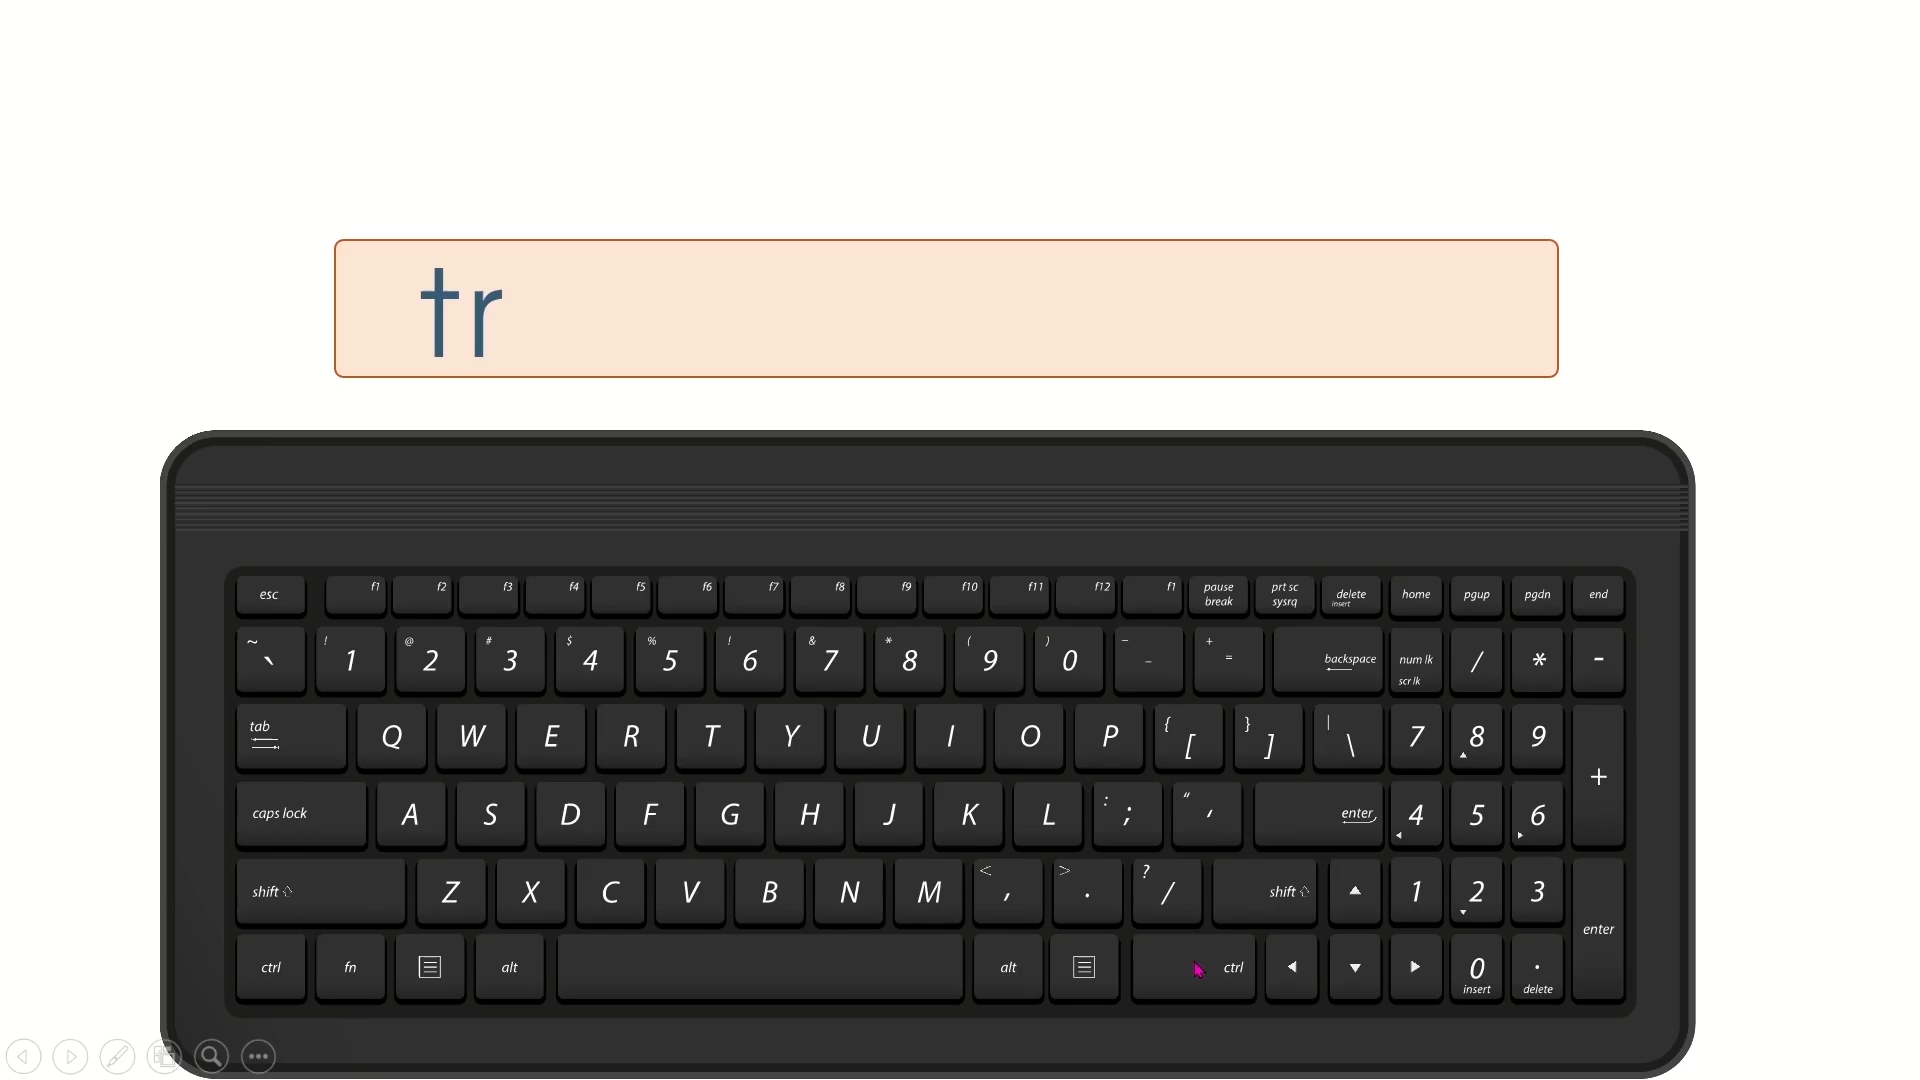 tr
esc f1 f2 f3 f4 f5 f6 f7 f8 f9 f10 f11 f12 f1 pause break prt sc sysrq delete insert home pgup pgdn end
~ ` ! 1 @ 2 # 3 $ 4 % 5 ! 6 & 7 * 8 ( 9 ) 0 – _ + = backspace num lk scr lk / * -
tab Q W E R T Y U I O P { [ } ] | \ 7 8 9 +
caps lock A S D F G H J K L : ; “ ′ enter 4 5 6
shift Z X C V B N M < , > . ? / shift 1 2 3 enter
ctrl fn alt alt ctrl 0 insert . delete